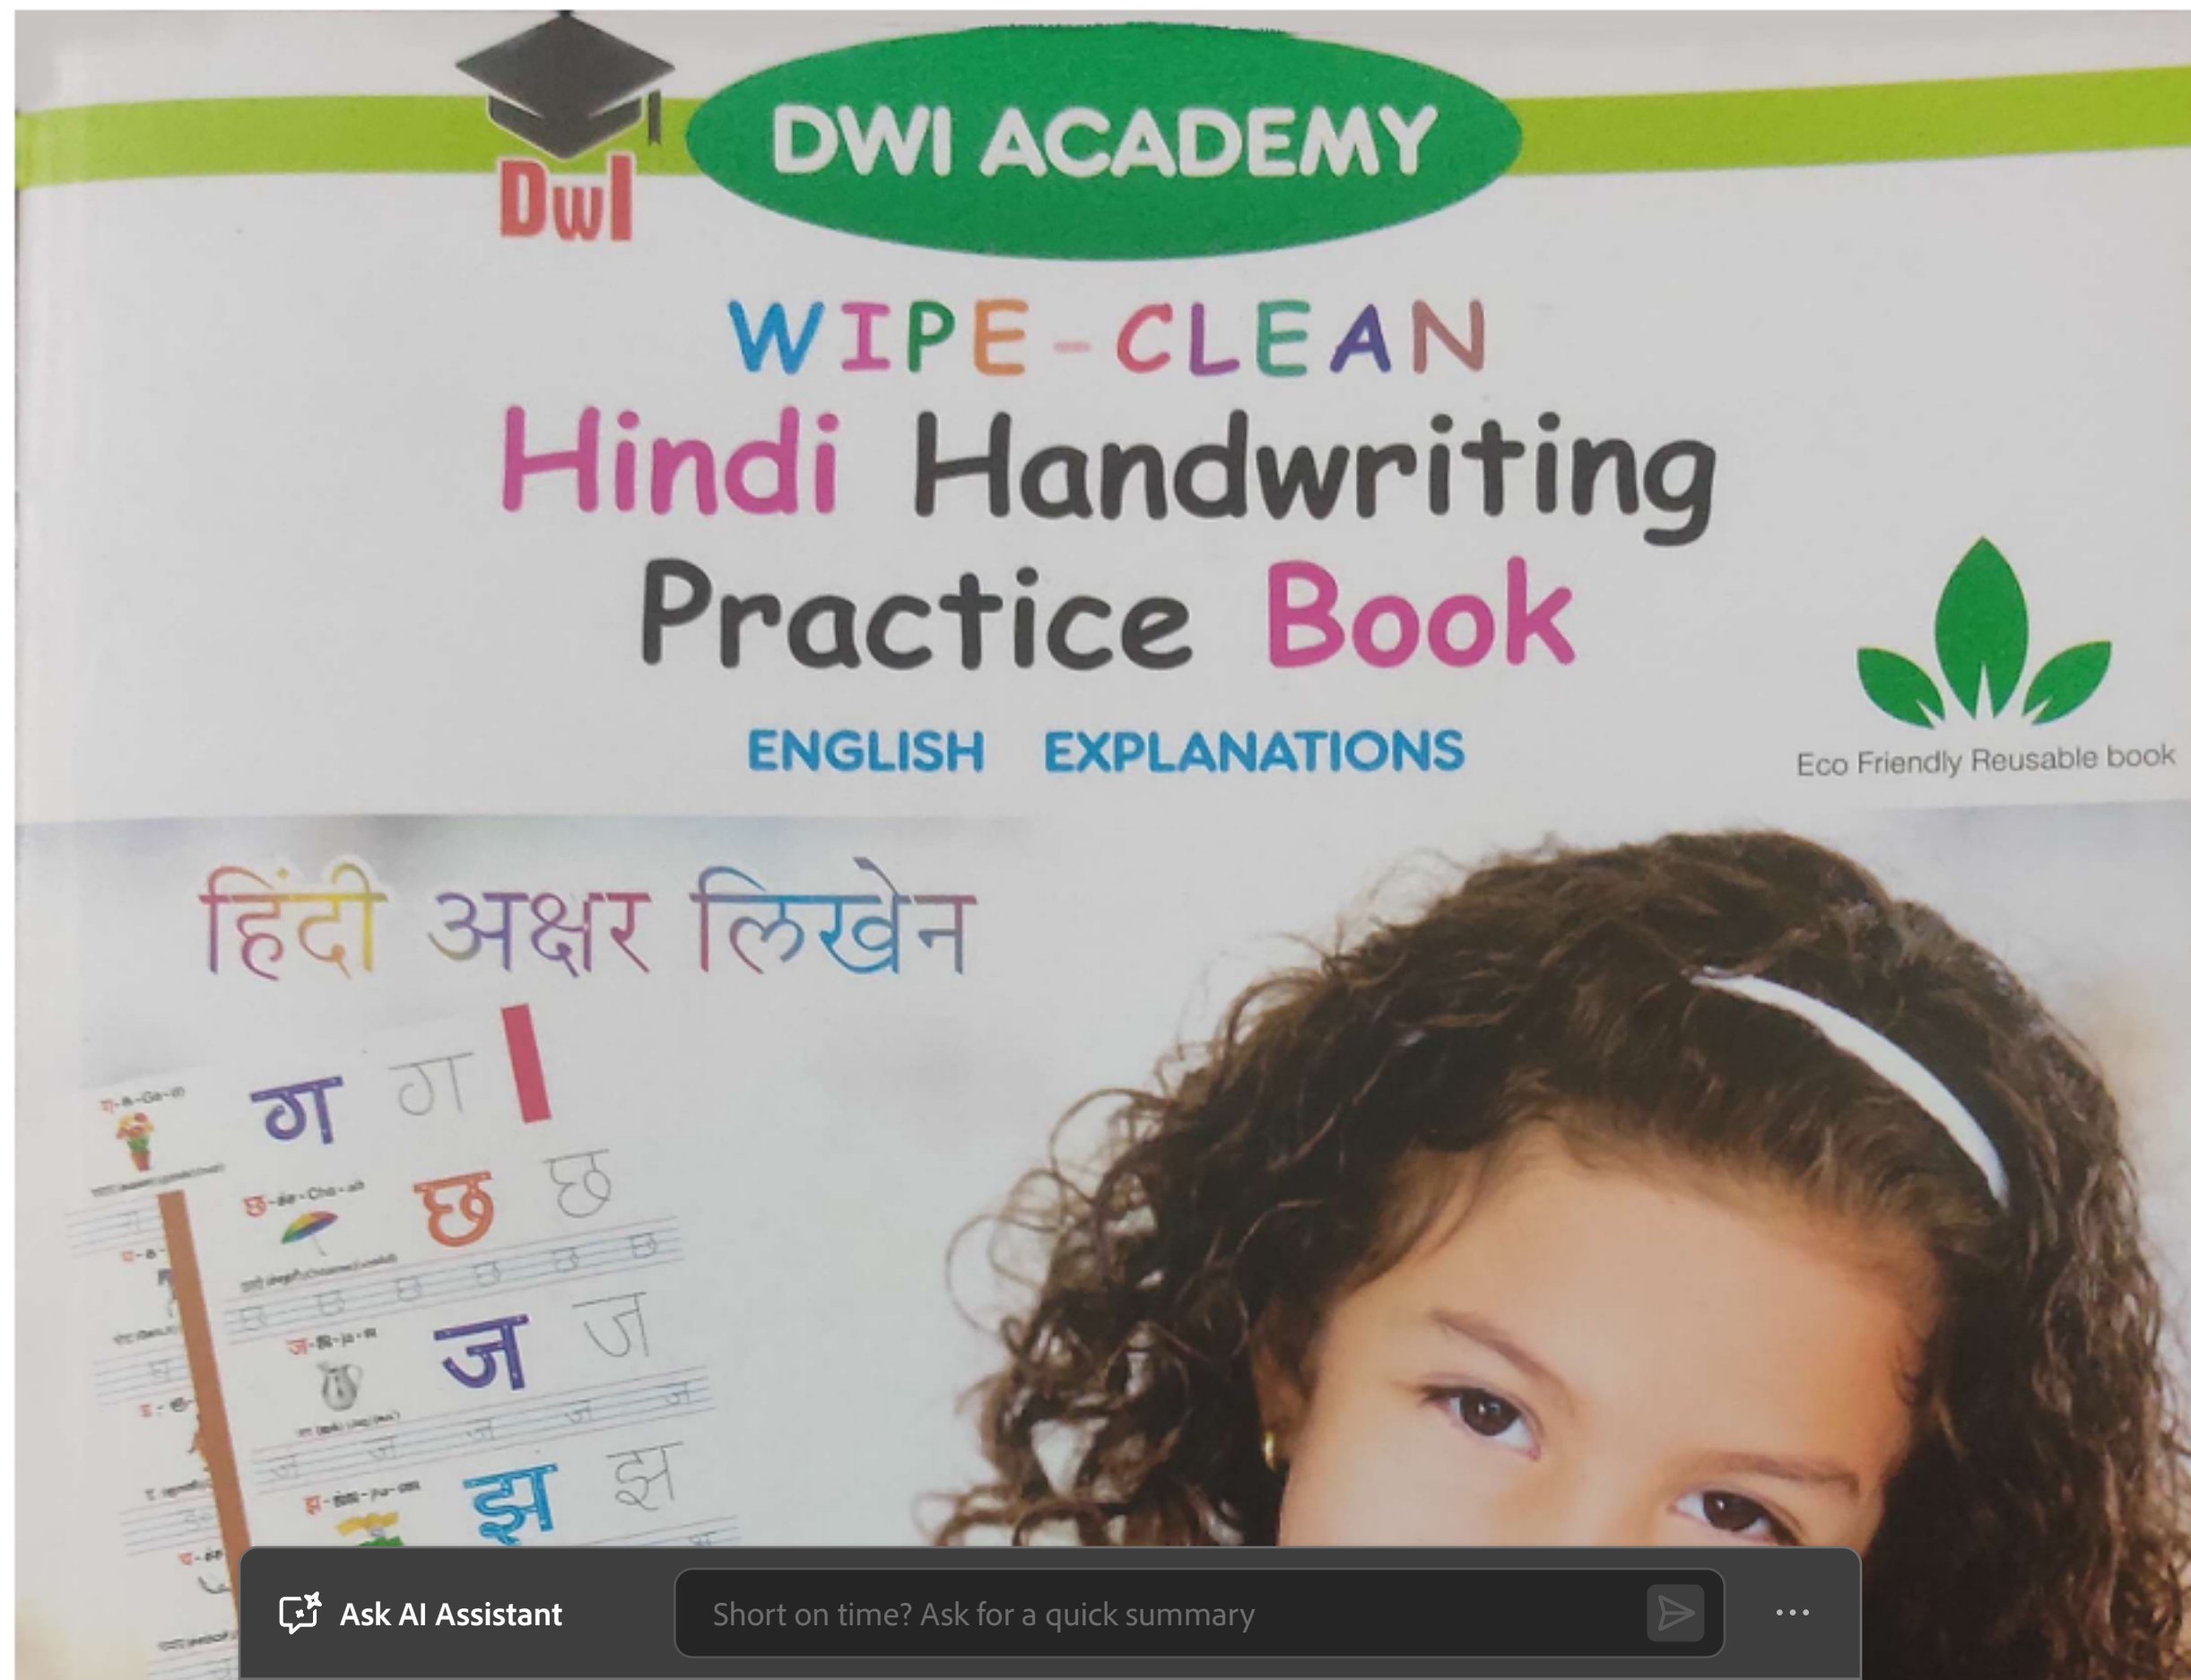 DWI ACADEMY
DwI
WIPE-CLEAN
Hindi Handwriting
Practice Book
ENGLISH EXPLANATIONS
Eco Friendly Reusable book
हिंदी अक्षर लिखेन
ग ग
छ छ
छ छ छ छ छ छ
ज ज
ज ज ज ज ज
झ झ
Ask AI Assistant
Short on time? Ask for a quick summary